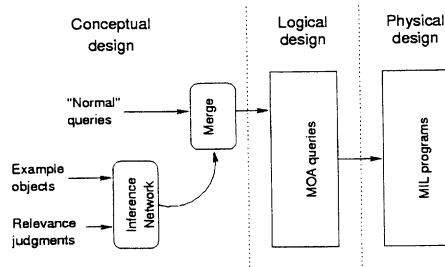 Conceptual
design
Logical
design
Physical
design
"Normal"
queries
Merge
Example
objects
Relevance
judgments
Inference
Network
MOA queries
MIL programs